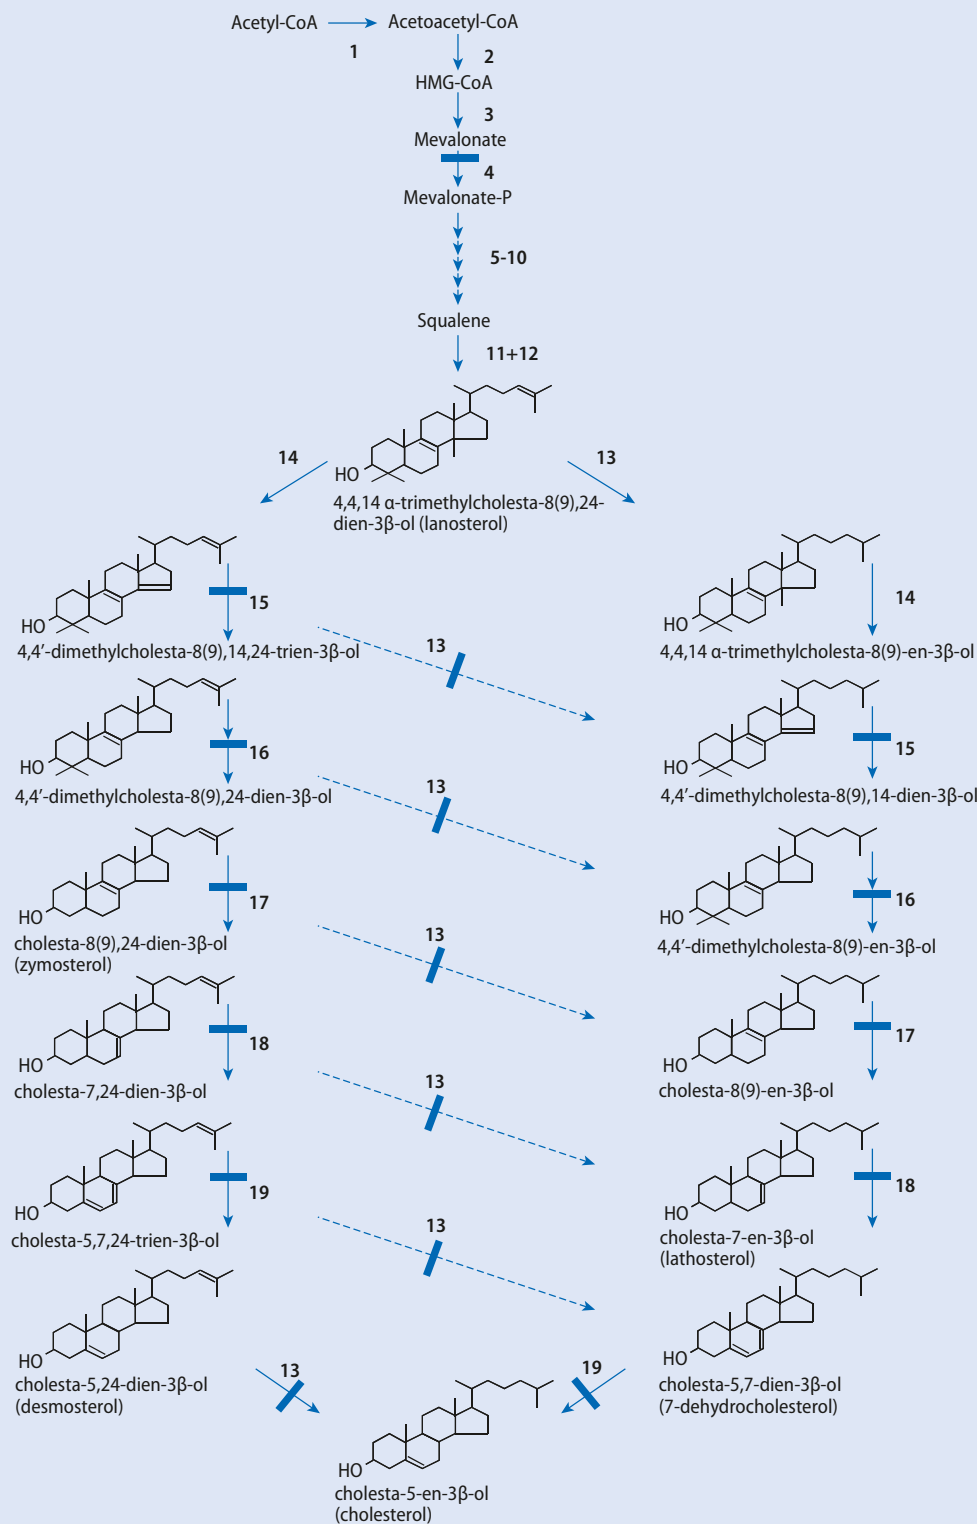 Acetyl-CoA
Acetoacetyl-CoA
1
2
HMG-CoA
3
Mevalonate
4
Mevalonate-P
5-10
Squalene
11+12
HO
14
13
4,4,14 α-trimethylcholesta-8(9),24-
dien-3β-ol (lanosterol)
HO
15
4,4′-dimethylcholesta-8(9),14,24-trien-3β-ol
13
14
4,4,14 α-trimethylcholesta-8(9)-en-3β-ol
HO
16
4,4′-dimethylcholesta-8(9),24-dien-3β-ol
13
HO
15
4,4′-dimethylcholesta-8(9),14-dien-3β-ol
HO
17
cholesta-8(9),24-dien-3β-ol
(zymosterol)
13
HO
16
4,4′-dimethylcholesta-8(9)-en-3β-ol
HO
18
cholesta-7,24-dien-3β-ol
13
HO
17
cholesta-8(9)-en-3β-ol
HO
19
cholesta-5,7,24-trien-3β-ol
13
HO
18
cholesta-7-en-3β-ol
(lathosterol)
HO
cholesta-5,24-dien-3β-ol
(desmosterol)
13
19
HO
cholesta-5,7-dien-3β-ol
(7-dehydrocholesterol)
HO
cholesta-5-en-3β-ol
(cholesterol)